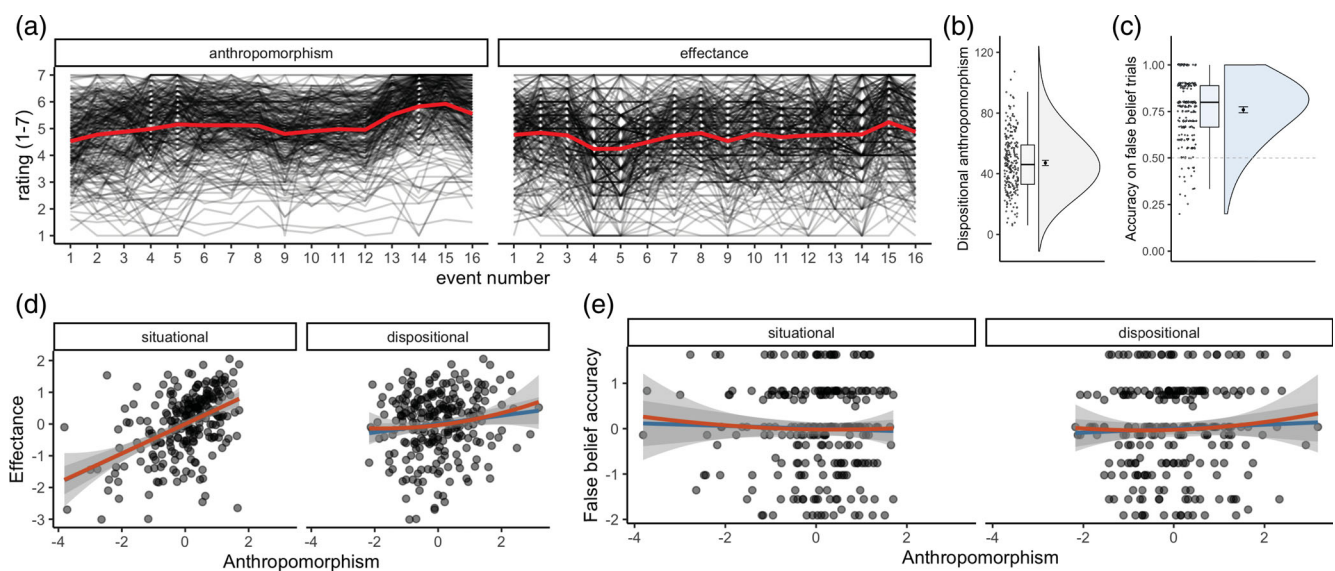 (a)
anthropomorphism
effectance
rating (1-7)
7
6
5
4
3
2
1
1 2 3 4 5 6 7 8 9 10 11 12 13 14 15 16
1 2 3 4 5 6 7 8 9 10 11 12 13 14 15 16
event number
(b)
Dispositional anthropomorphism
120
80
40
0
(c)
Accuracy on false belief trials
1.00
0.75
0.50
0.25
0.00
(d)
situational
dispositional
Effectance
2
1
0
-1
-2
-3
-4 -2 0 2 -4 -2 0 2
Anthropomorphism
(e)
situational
dispositional
False belief accuracy
1
0
-1
-2
-4 -2 0 2 -4 -2 0 2
Anthropomorphism